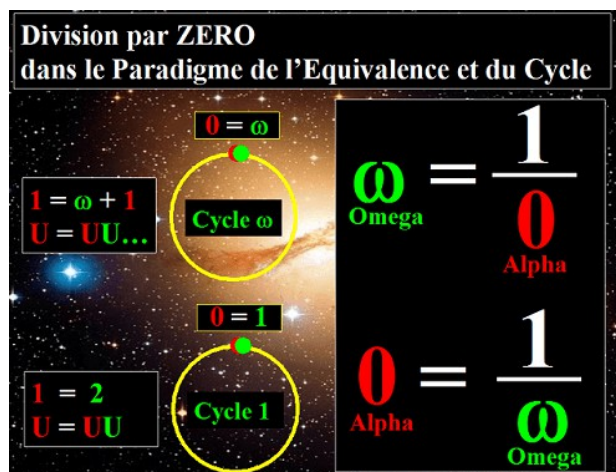 Division par ZERO
dans le Paradigme de l'Equivalence et du Cycle
0 = ω
1 = ω + 1
U = UU...
Cycle ω
0 = 1
1 = 2
U = UU
Cycle 1
ω = 1/0
Omega
Alpha
0 = 1/ω
Alpha
Omega